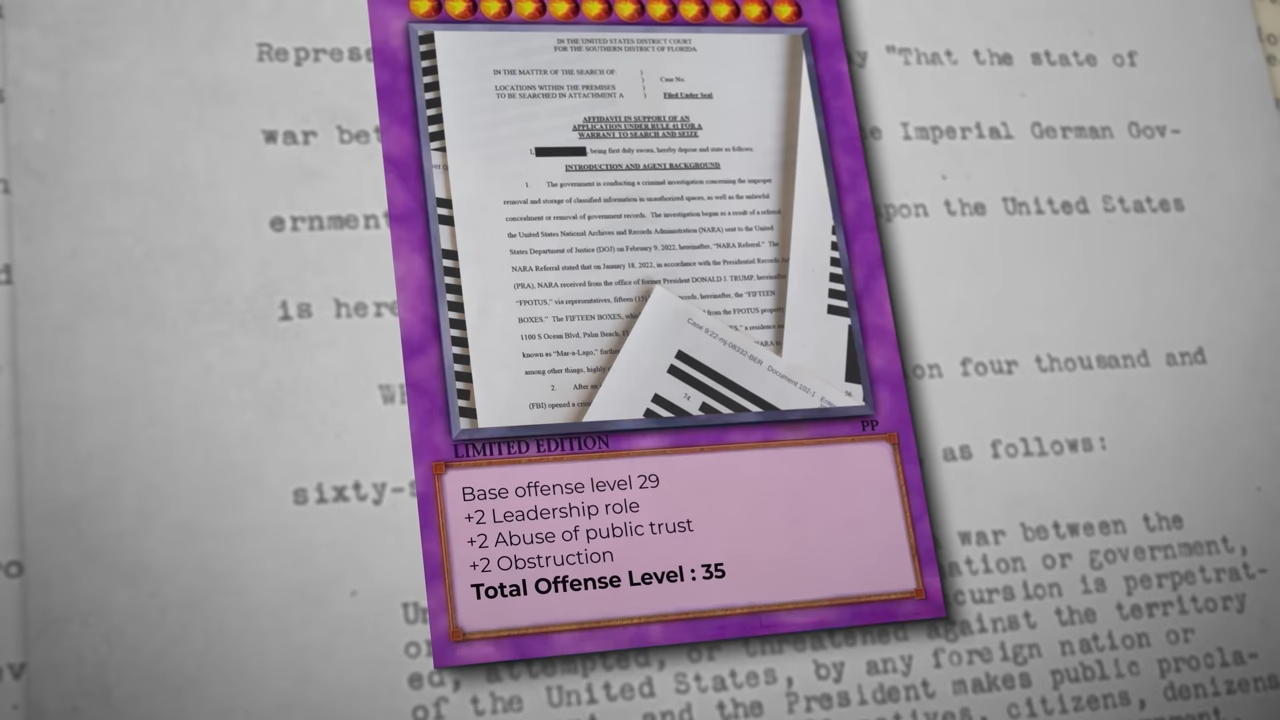 IN THE UNITED STATES DISTRICT COURT
FOR THE SOUTHERN DISTRICT OF FLORIDA
IN THE MATTER OF THE SEARCH OF:
LOCATIONS WITHIN THE PREMISES
TO BE SEARCHED IN ATTACHMENT A
)
)
)
)
Case No.
Filed Under Seal
AFFIDAVIT IN SUPPORT OF AN
APPLICATION UNDER RULE 41 FOR A
WARRANT TO SEARCH AND SEIZE
I, , being first duly sworn, hereby depose and state as follows:
INTRODUCTION AND AGENT BACKGROUND
1. The government is conducting a criminal investigation concerning the improper
removal and storage of classified information in unauthorized spaces, as well as the unlawful
concealment or removal of government records. The investigation began as a result of a referral
the United States National Archives and Records Administration (NARA) sent to the United
States Department of Justice (DOJ) on February 9, 2022, hereinafter, "NARA Referral." The
NARA Referral stated that on January 18, 2022, in accordance with the Presidential Records
(PRA), NARA received from the office of former President DONALD J. TRUMP, hereinafter
"FPOTUS," via representatives, fifteen (15) records, hereinafter, the "FIFTEEN
BOXES." The FIFTEEN BOXES, from the FPOTUS
1100 S Ocean Blvd, Palm Beach, a residence
known as "Mar-a-Lago,"
among other things, highly
2. After
(FBI) opened a
Case 9:22-mj-08332-BER Document 102-1
74.
LIMITED EDITION
PP
Base offense level 29
+2 Leadership role
+2 Abuse of public trust
+2 Obstruction
Total Offense Level : 35
"That the state of
war
Imperial German Gov-
ernment
the United States
is
on four thousand and
as follows:
war between the
nation or government,
is perpetrat-
ed, attempted, or threatened against the territory
of the United States, by any foreign nation or
and the President makes public procla-
citizens, denizens